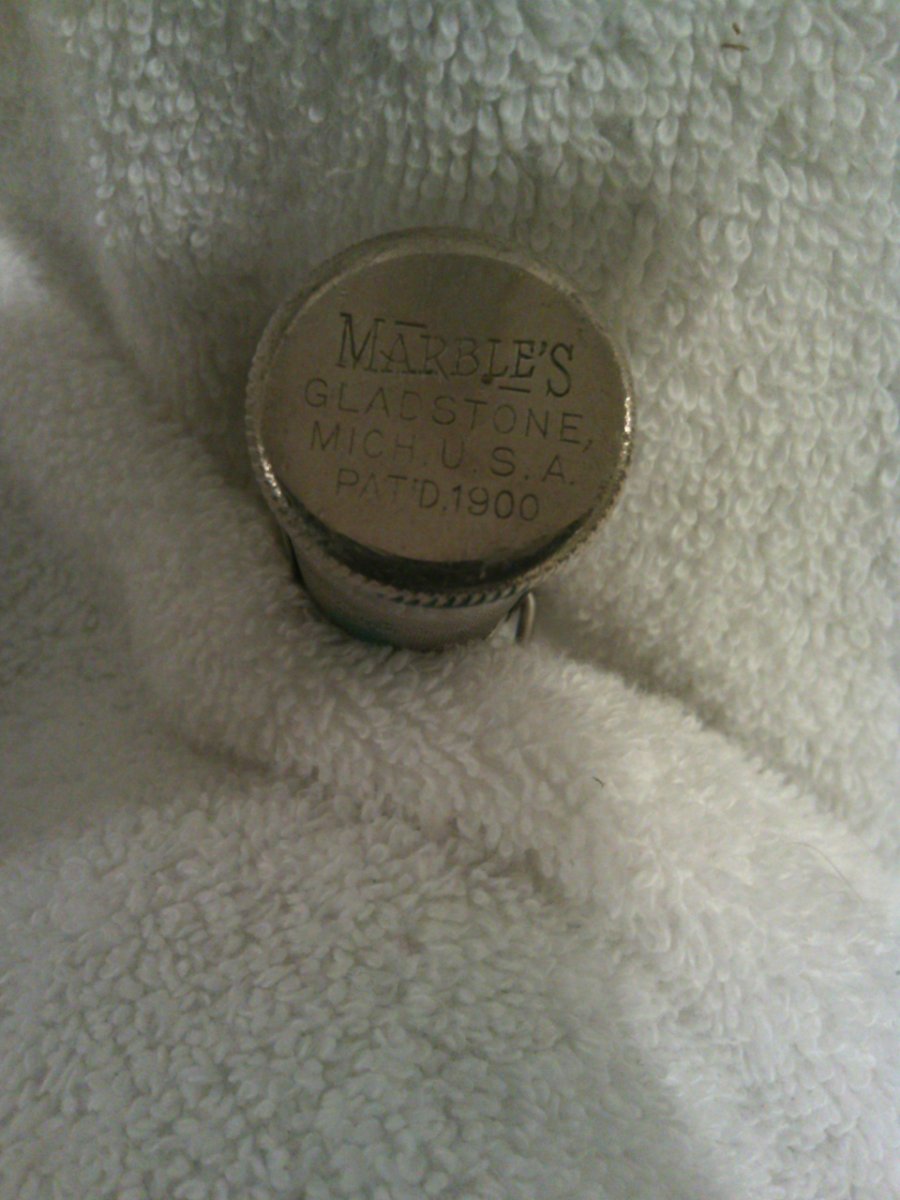 MARBLE'S
GLADSTONE,
MICH. U.S.A.
PAT'D.1900